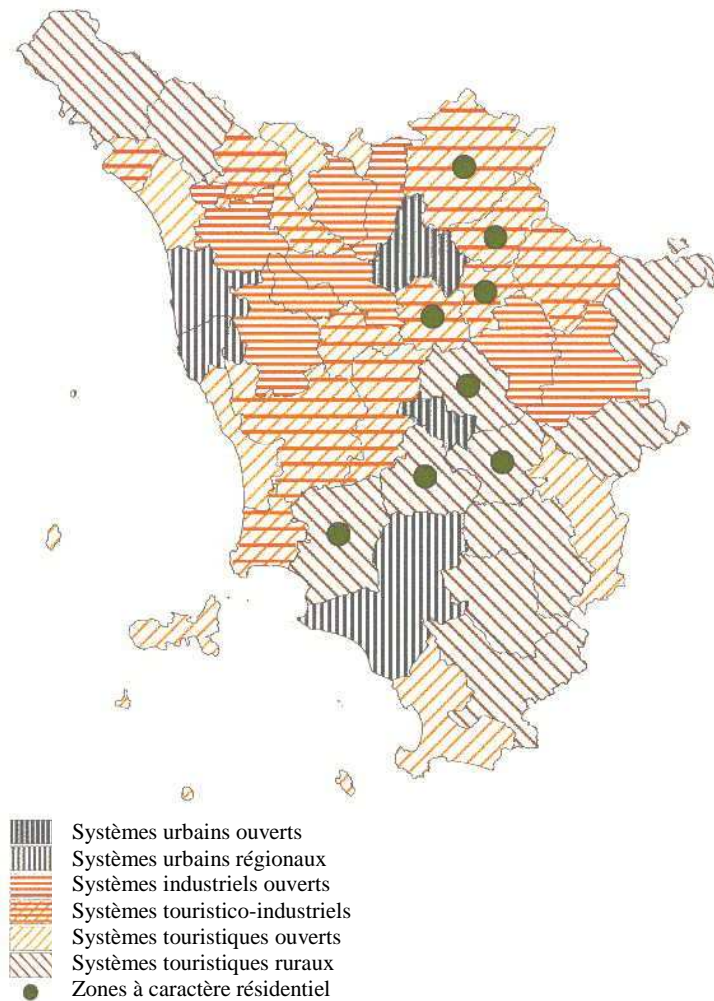 Systèmes urbains ouverts
Systèmes urbains régionaux
Systèmes industriels ouverts
Systèmes touristico-industriels
Systèmes touristiques ouverts
Systèmes touristiques ruraux
Zones à caractère résidentiel